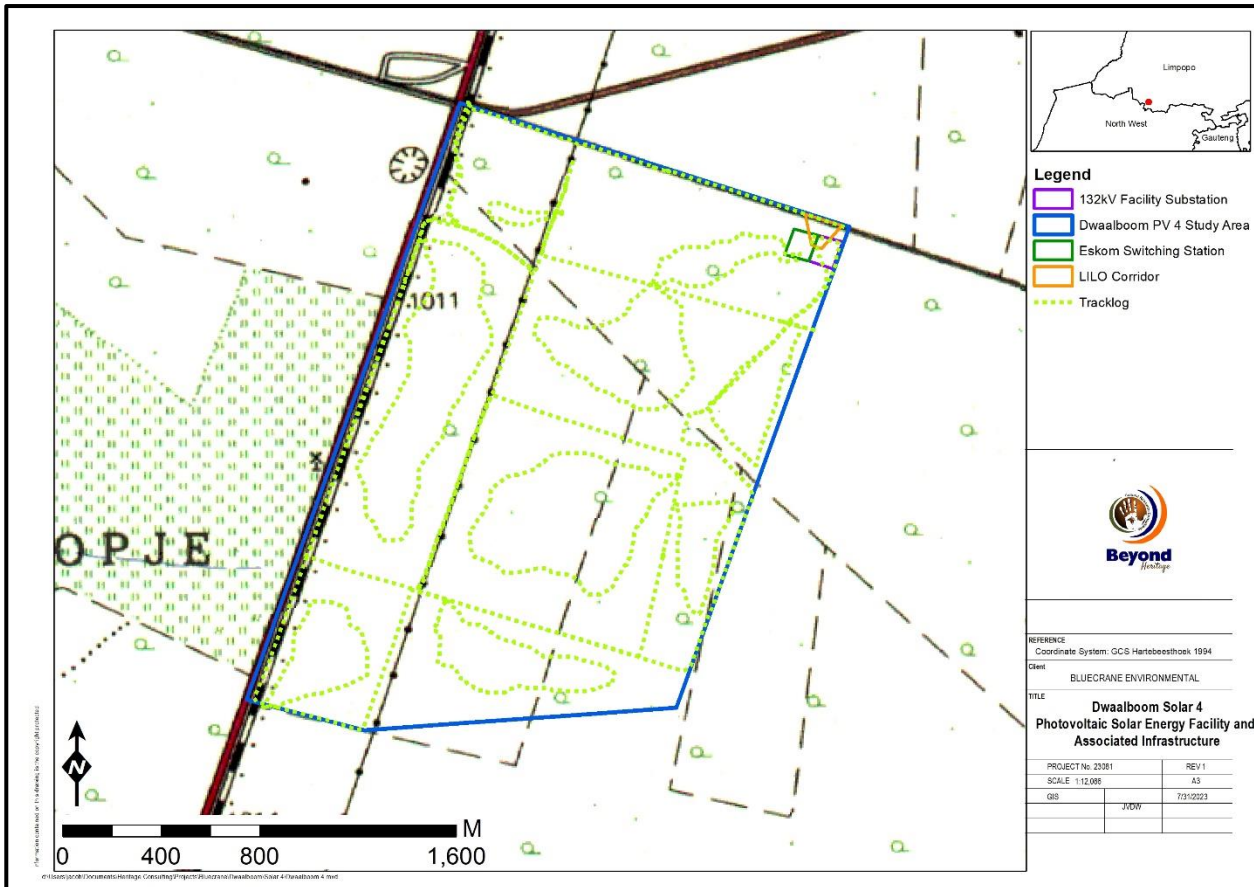 Limpopo
North West
Gauteng
Legend
132kV Facility Substation
Dwaalboom PV 4 Study Area
Eskom Switching Station
LILO Corridor
Tracklog
1011
OPJE
N
M
0 400 800 1,600
Beyond
Heritage
REFERENCE
Coordinate System: GCS Hartebeesthoek 1994
Client
BLUECRANE ENVIRONMENTAL
TITLE
Dwaalboom Solar 4
Photovoltaic Solar Energy Facility and
Associated Infrastructure
PROJECT No. 23081 REV 1
SCALE 1:12,086 A3
GIS JVDW 7/31/2023